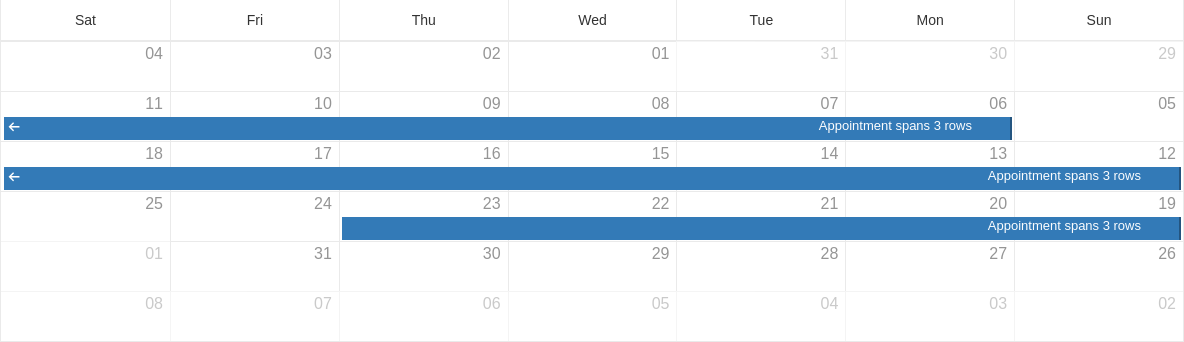 Sat Fri Thu Wed Tue Mon Sun
04 03 02 01 31 30 29
11 10 09 08 07 06 05
Appointment spans 3 rows
18 17 16 15 14 13 12
Appointment spans 3 rows
25 24 23 22 21 20 19
Appointment spans 3 rows
01 31 30 29 28 27 26
08 07 06 05 04 03 02